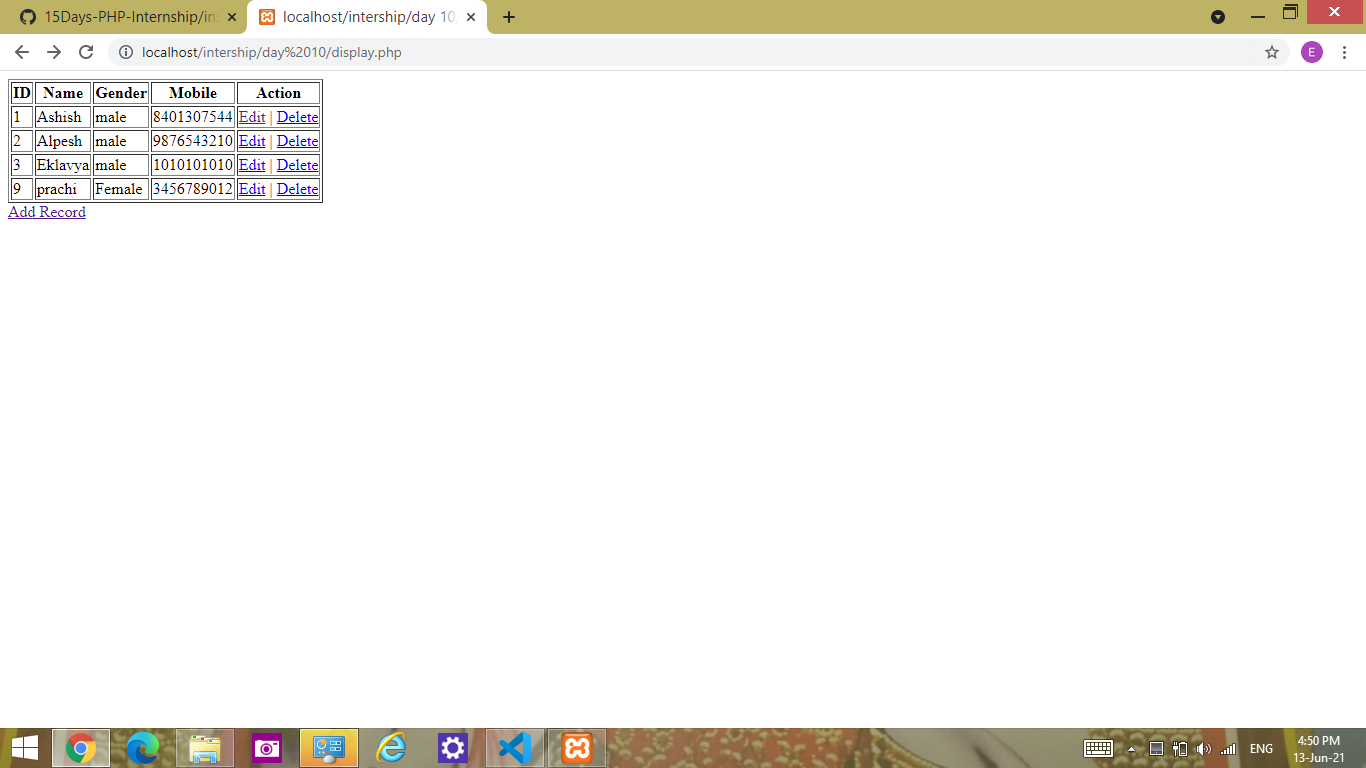 15Days-PHP-Internship/in
localhost/intership/day 10
localhost/intership/day%2010/display.php
E
ID Name Gender Mobile Action
1 Ashish male 8401307544 Edit | Delete
2 Alpesh male 9876543210 Edit | Delete
3 Eklavya male 1010101010 Edit | Delete
9 prachi Female 3456789012 Edit | Delete
Add Record
ENG
4:50 PM
13-Jun-21